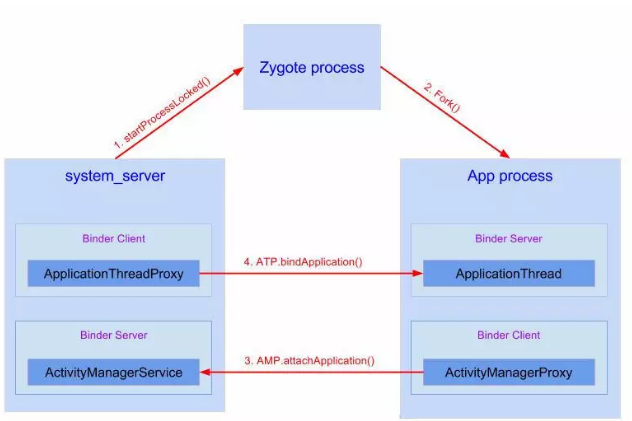 Zygote process
1. startProcessLocked()
2. Fork()
system_server
App process
Binder Client
ApplicationThreadProxy
4. ATP.bindApplication()
Binder Server
ApplicationThread
Binder Server
ActivityManagerService
3. AMP.attachApplication()
Binder Client
ActivityManagerProxy